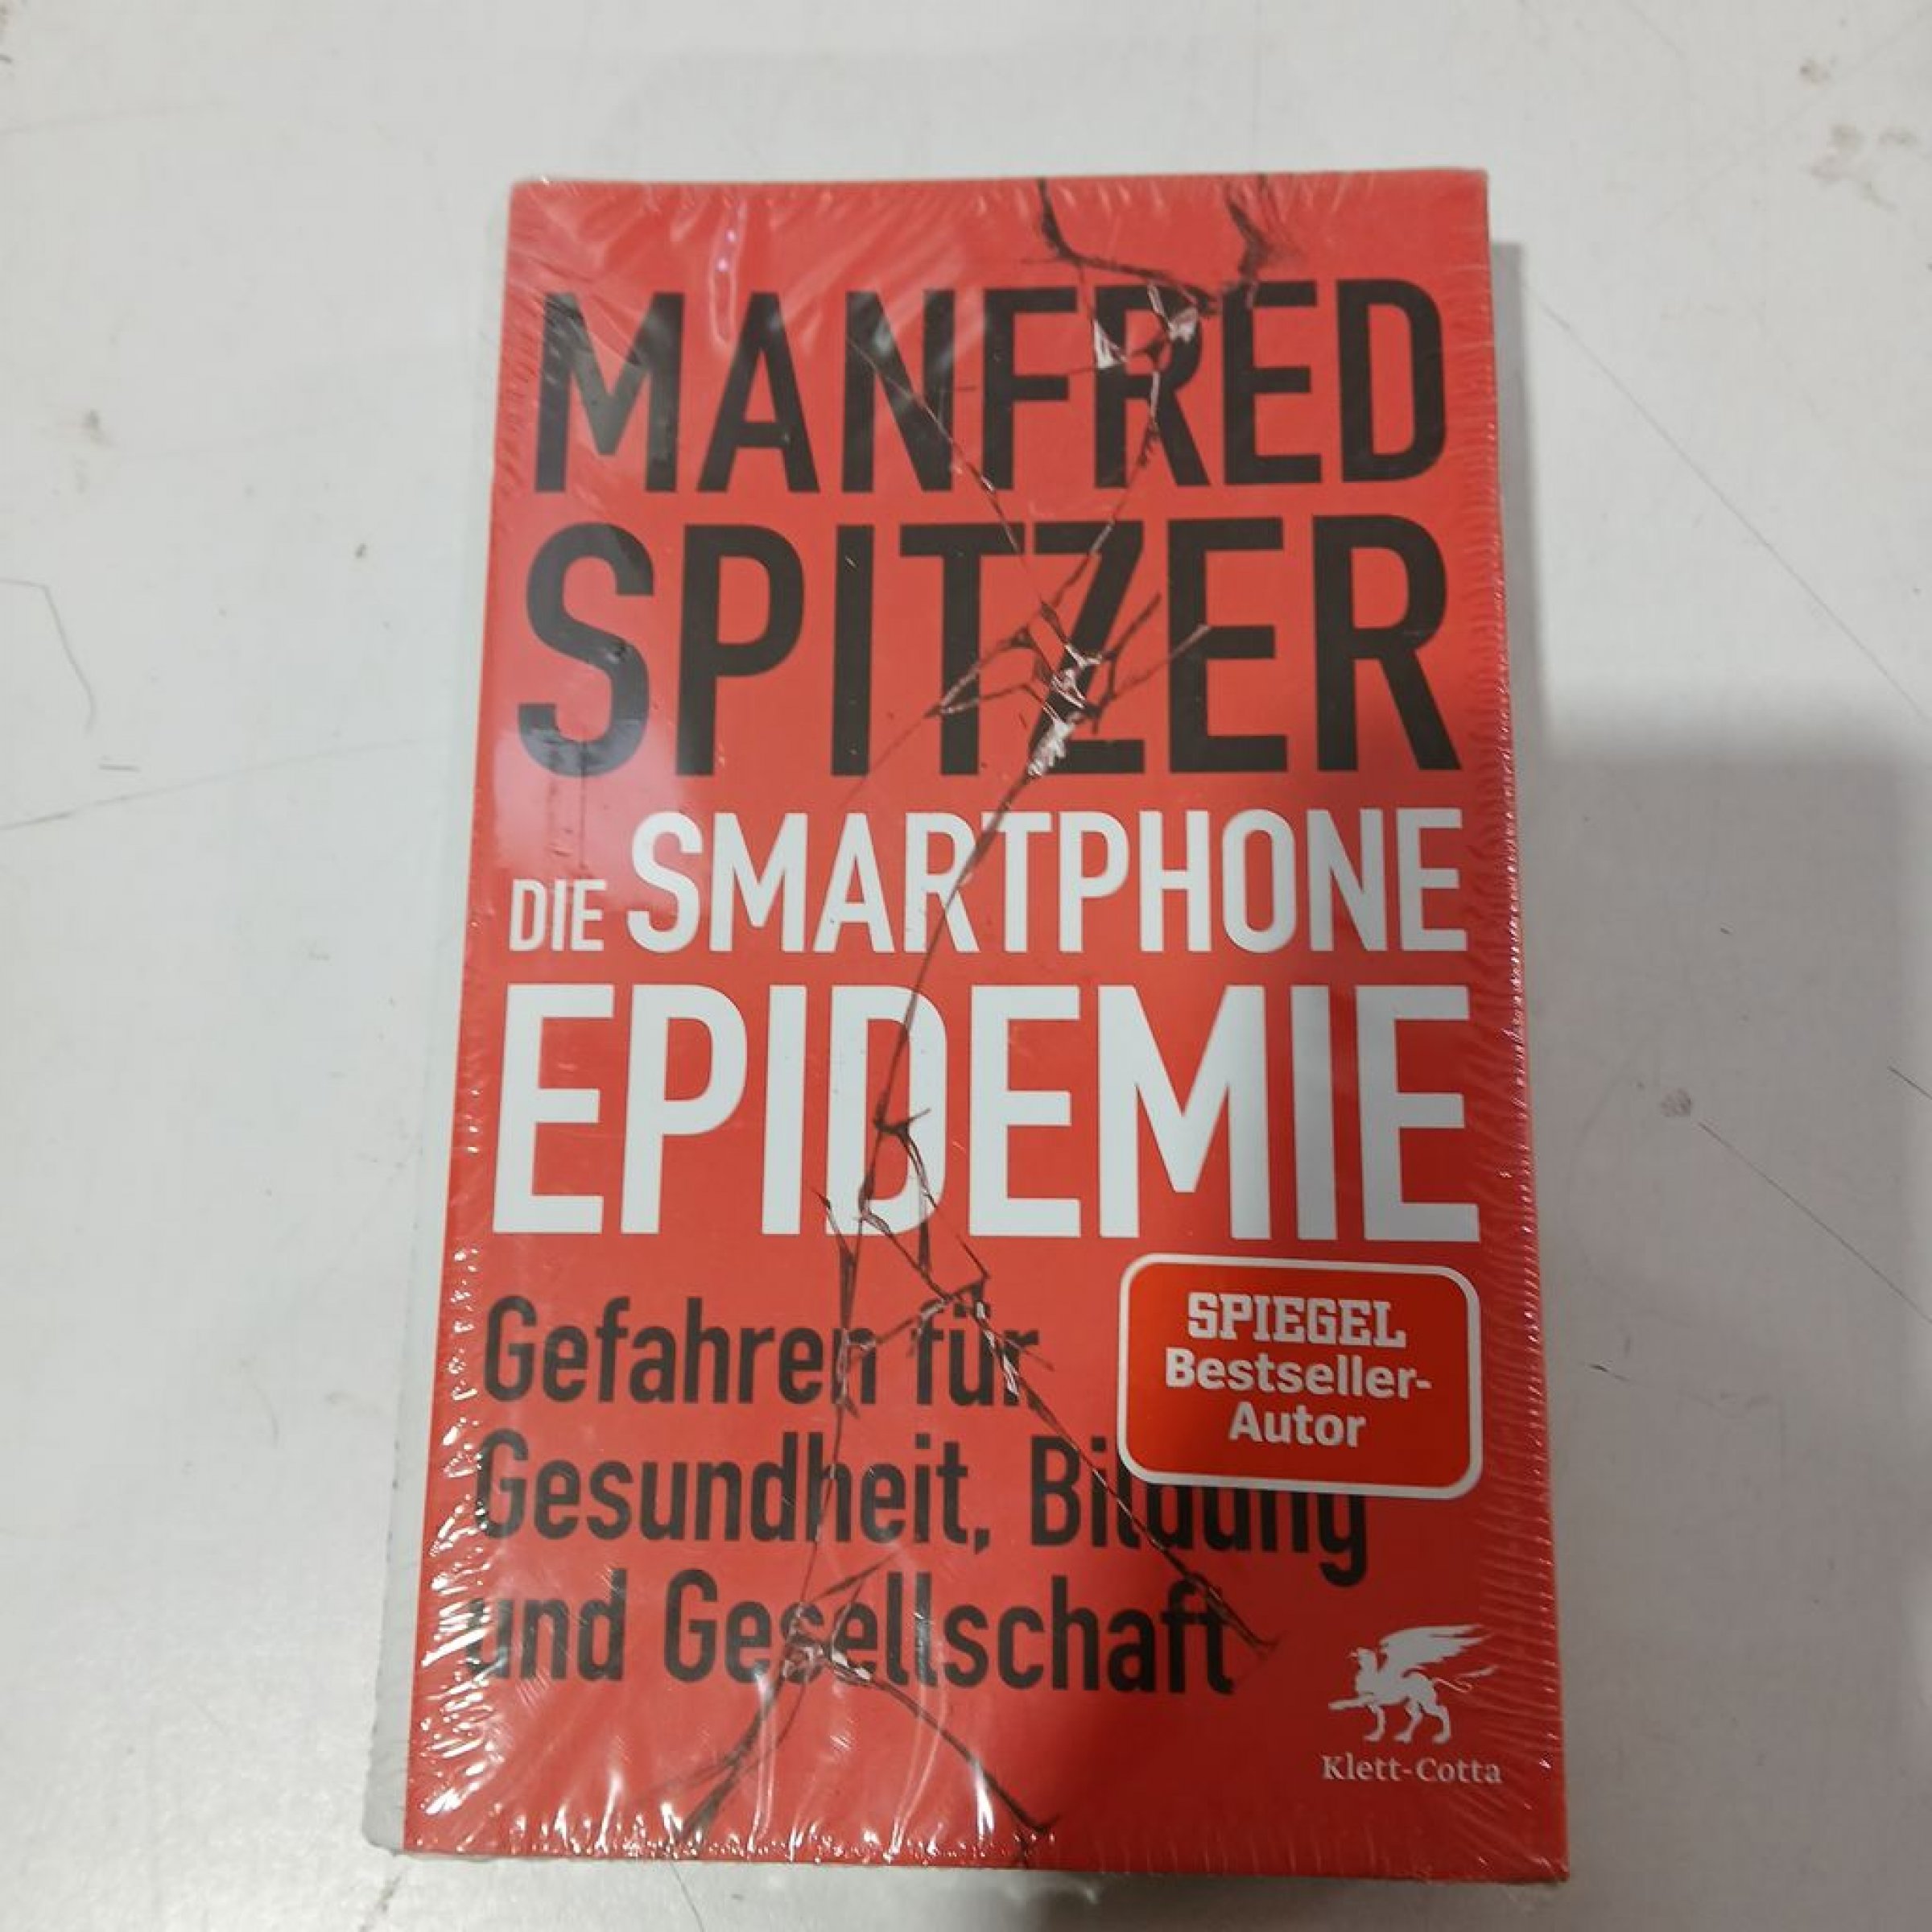 MANFRED
SPITZER
DIE SMARTPHONE
EPIDEMIE
Gefahren für
Gesundheit, Bildung
und Gesellschaft
SPIEGEL
Bestseller-
Autor
Klett-Cotta